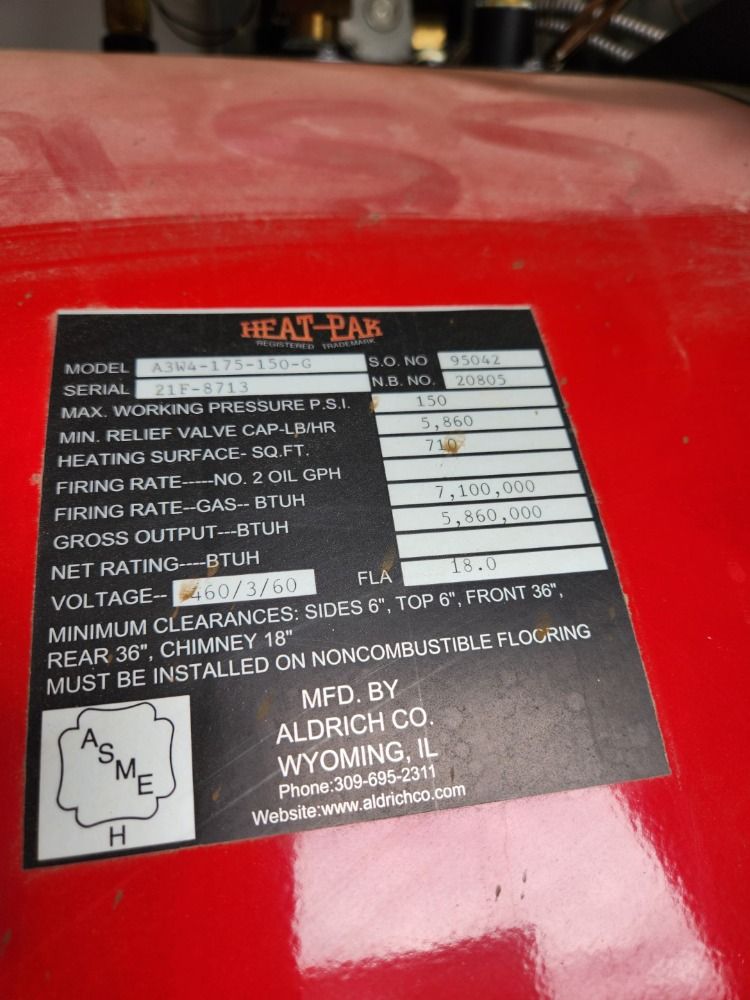 HEAT-PAK
REGISTERED TRADEMARK
MODEL A3W4-175-150-G S.O. NO 95042
SERIAL 21F-8713 N.B. NO. 20805
MAX. WORKING PRESSURE P.S.I. 150
MIN. RELIEF VALVE CAP-LB/HR 5,860
HEATING SURFACE- SQ.FT. 710
FIRING RATE-----NO. 2 OIL GPH
FIRING RATE--GAS-- BTUH 7,100,000
GROSS OUTPUT---BTUH 5,860,000
NET RATING----BTUH
VOLTAGE-- 460/3/60 FLA 18.0
MINIMUM CLEARANCES: SIDES 6", TOP 6", FRONT 36",
REAR 36", CHIMNEY 18"
MUST BE INSTALLED ON NONCOMBUSTIBLE FLOORING
MFD. BY
ALDRICH CO.
WYOMING, IL
Phone:309-695-2311
Website:www.aldrichco.com
ASME
H